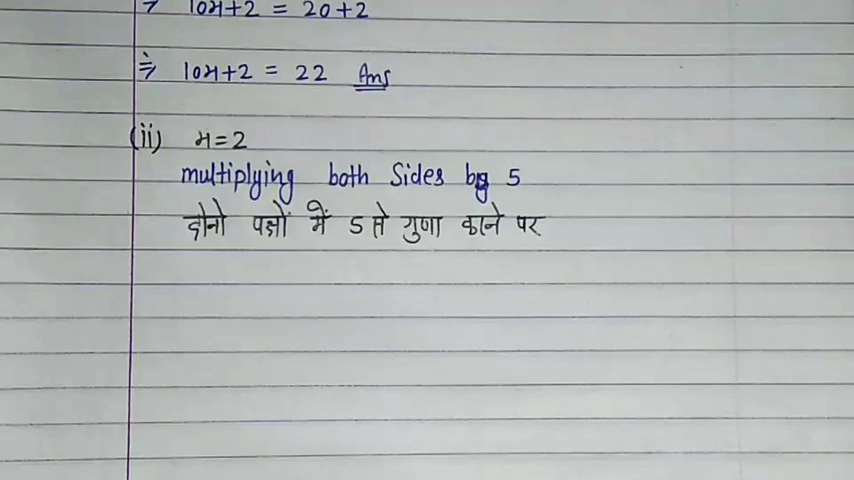 ⇒ 10x+2 = 20+2
⇒ 10x+2 = 22 Ans
(ii) x=2
multiplying both Sides by 5
दोनो पक्षों में 5 से गुणा करने पर